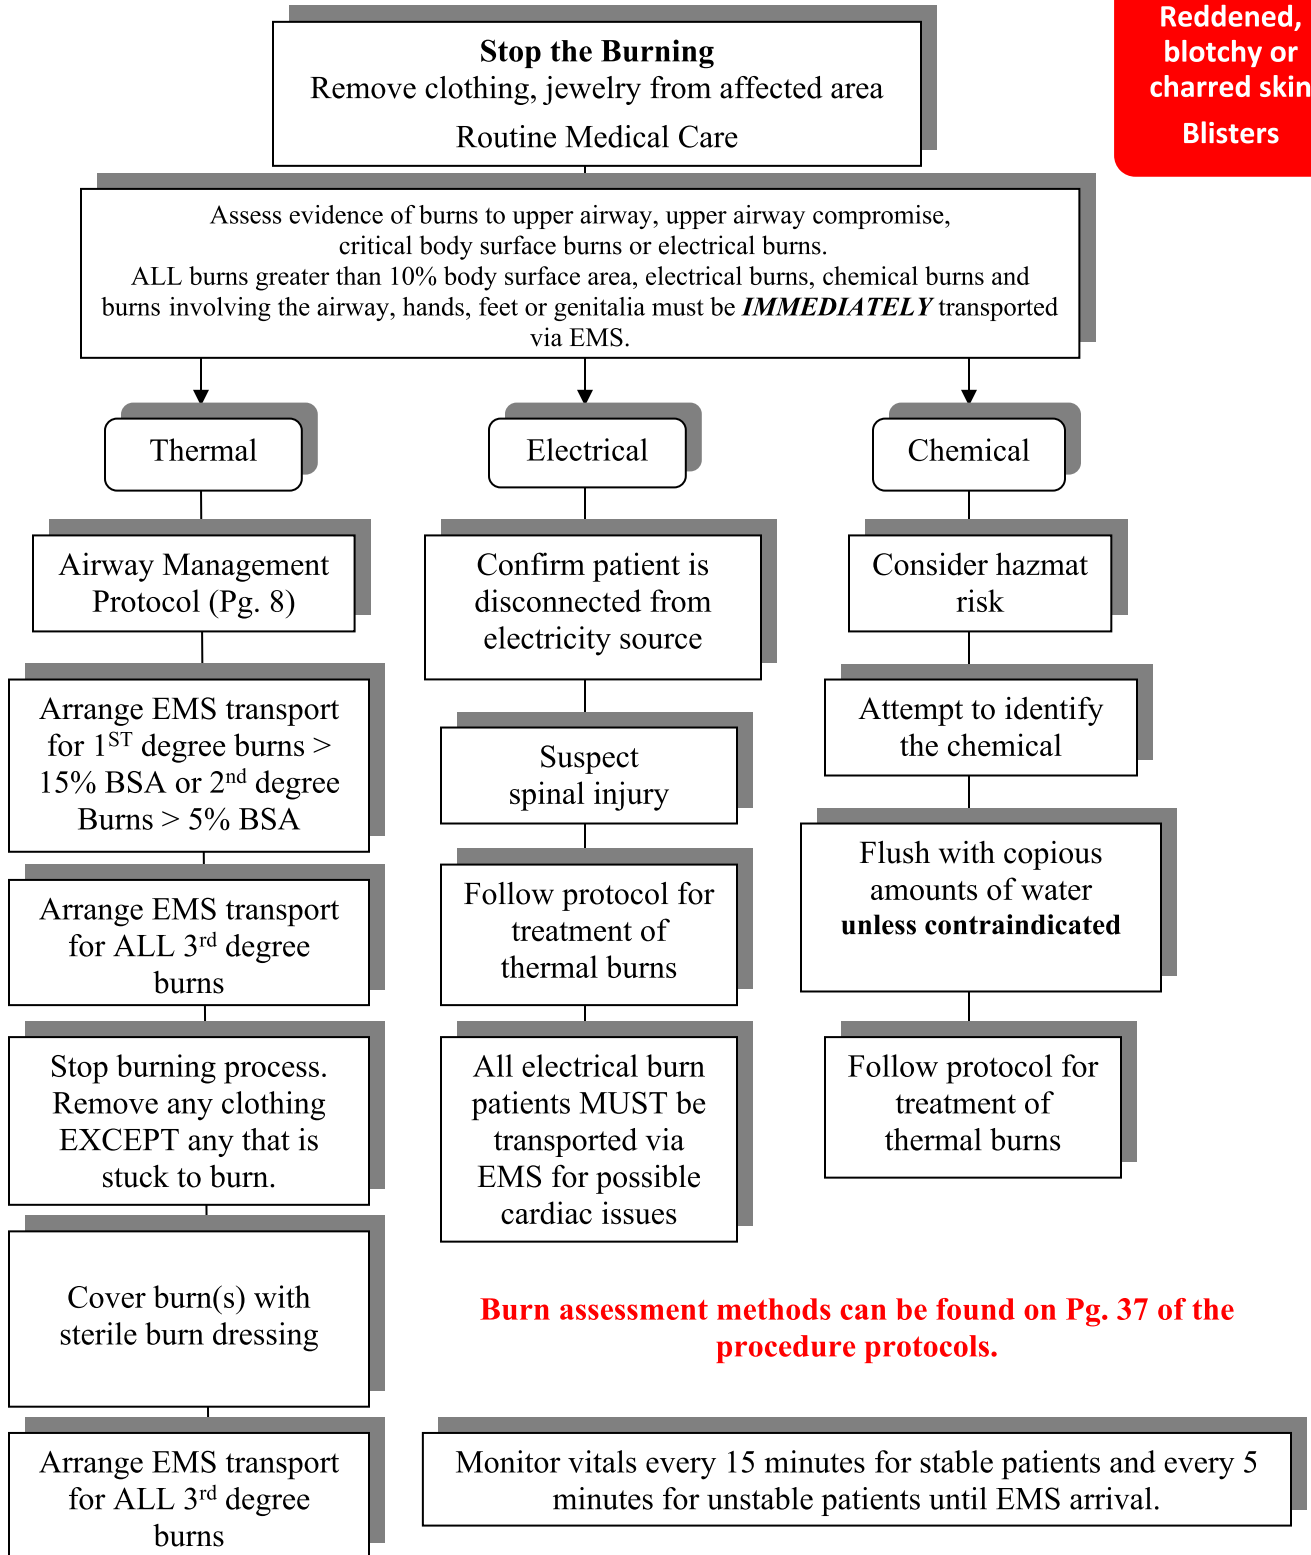 Stop the Burning
Remove clothing, jewelry from affected area
Routine Medical Care
Reddened,
blotchy or
charred skin
Blisters
Assess evidence of burns to upper airway, upper airway compromise,
critical body surface burns or electrical burns.
ALL burns greater than 10% body surface area, electrical burns, chemical burns and
burns involving the airway, hands, feet or genitalia must be IMMEDIATELY transported
via EMS.
Thermal
Airway Management
Protocol (Pg. 8)
Arrange EMS transport
for 1ST degree burns >
15% BSA or 2nd degree
Burns > 5% BSA
Arrange EMS transport
for ALL 3rd degree
burns
Stop burning process.
Remove any clothing
EXCEPT any that is
stuck to burn.
Cover burn(s) with
sterile burn dressing
Arrange EMS transport
for ALL 3rd degree
burns
Electrical
Confirm patient is
disconnected from
electricity source
Suspect
spinal injury
Follow protocol for
treatment of
thermal burns
All electrical burn
patients MUST be
transported via
EMS for possible
cardiac issues
Chemical
Consider hazmat
risk
Attempt to identify
the chemical
Flush with copious
amounts of water
unless contraindicated
Follow protocol for
treatment of
thermal burns
Burn assessment methods can be found on Pg. 37 of the
procedure protocols.
Monitor vitals every 15 minutes for stable patients and every 5
minutes for unstable patients until EMS arrival.